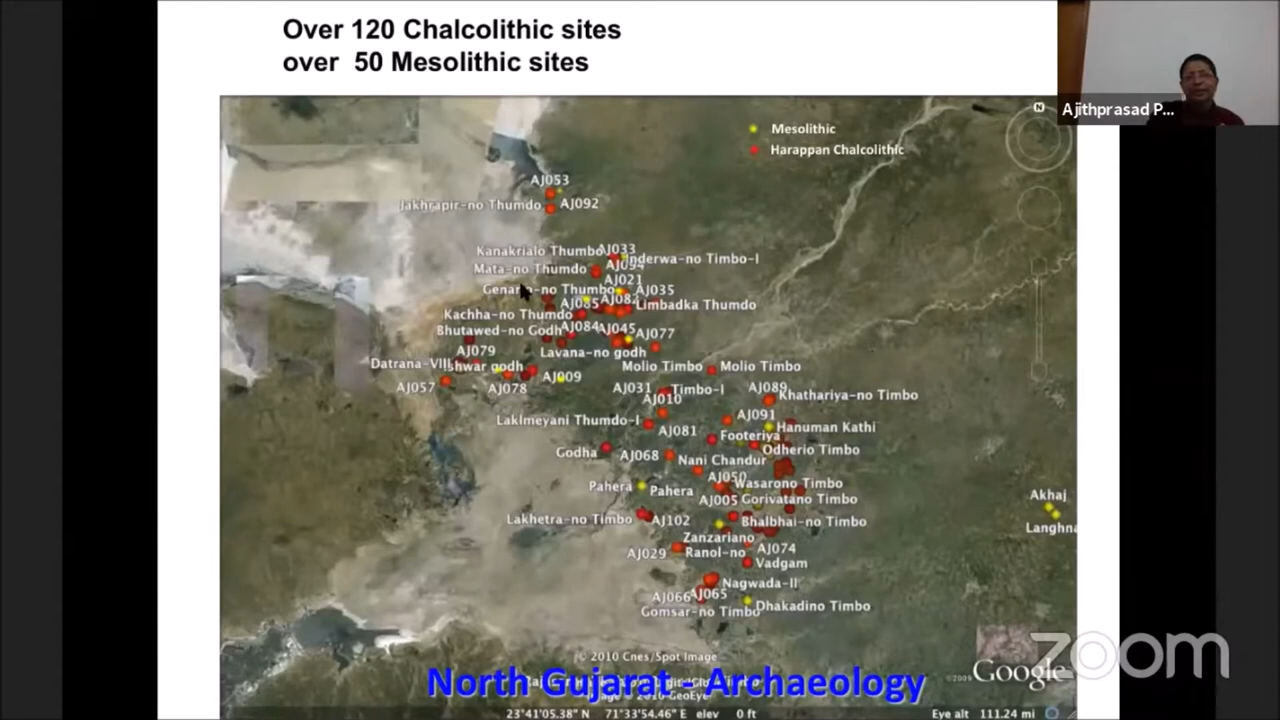 Over 120 Chalcolithic sites
over 50 Mesolithic sites
Ajithprasad P...
N
Mesolithic
Harappan Chalcolithic
AJ053
Jakhrapir-no Thumdo
AJ092
Kanakrialo Thumbo
AJ033
Inderwa-no Timbo-I
Mata-no Thumdo
AJ021
AJ035
AJ085
AJ082
Limbadka Thumdo
Kachha-no Thumdo
Bhutawed-no Godh
AJ084
AJ045
AJ077
AJ079
Lavana-no godh
Datrana-VIII
Molio Timbo
Molio Timbo
AJ057
AJ078
AJ009
AJ031
Timbo-I
AJ089
Khathariya-no Timbo
AJ010
AJ091
Laklmeyani Thumdo-I
AJ081
Hanuman Kathi
Footeriya
Godha
AJ068
Nani Chandur
Odherio Timbo
AJ050
Wasarono Timbo
Pahera
Pahera
AJ005
Gorivatano Timbo
Akhaj
Lakhetra-no Timbo
AJ102
Bhalbhai-no Timbo
Langhna
Zanzariano
AJ029
Ranol-no
AJ074
Vadgam
Nagwada-II
AJ066
AJ065
Gomsar-no Timbo
Dhakadino Timbo
© 2010 Cnes/Spot Image
North Gujarat - Archaeology
©2009 Google
zoom
23°41'05.38" N 71°33'54.46" E elev 0 ft
Eye alt 111.24 mi